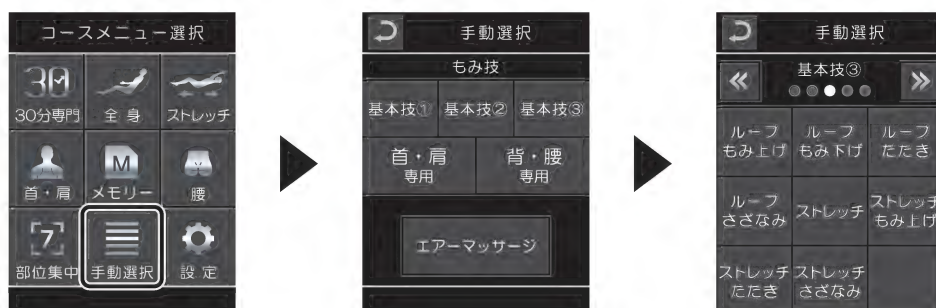 コースメニュー選択
30
30分専門
全身
ストレッチ
首・肩
M
メモリー
腰
7
部位集中
手動選択
設定
手動選択
もみ技
基本技①
基本技②
基本技③
首・肩
専用
背・腰
専用
エアーマッサージ
手動選択
基本技③
ループ
もみ上げ
ループ
もみ下げ
ループ
たたき
ループ
さざなみ
ストレッチ
ストレッチ
もみ上げ
ストレッチ
たたき
ストレッチ
さざなみ